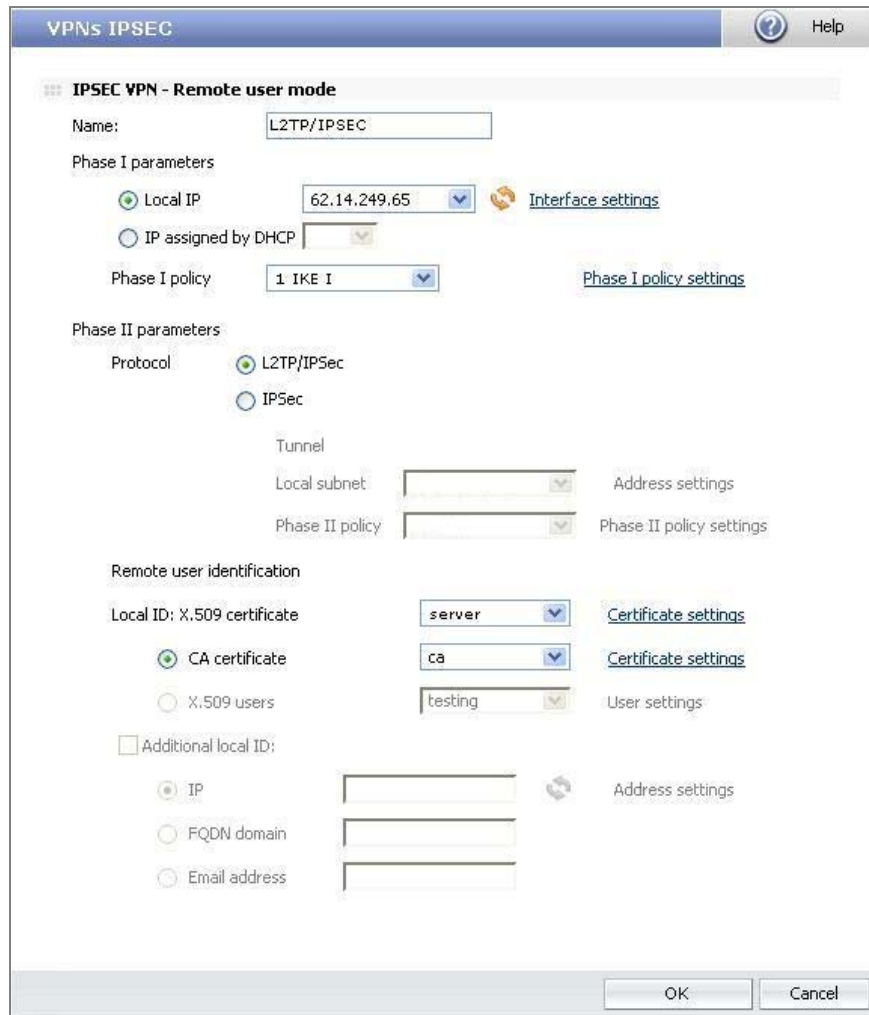 VPNs IPSEC Help
IPSEC VPN - Remote user mode
Name: L2TP/IPSEC
Phase I parameters
Local IP 62.14.249.65 Interface settings
IP assigned by DHCP
Phase I policy 1 IKE I Phase I policy settings
Phase II parameters
Protocol L2TP/IPSec
IPSec
Tunnel
Local subnet Address settings
Phase II policy Phase II policy settings
Remote user identification
Local ID: X.509 certificate server Certificate settings
CA certificate ca Certificate settings
X.509 users testing User settings
Additional local ID:
IP Address settings
FQDN domain
Email address
OK Cancel